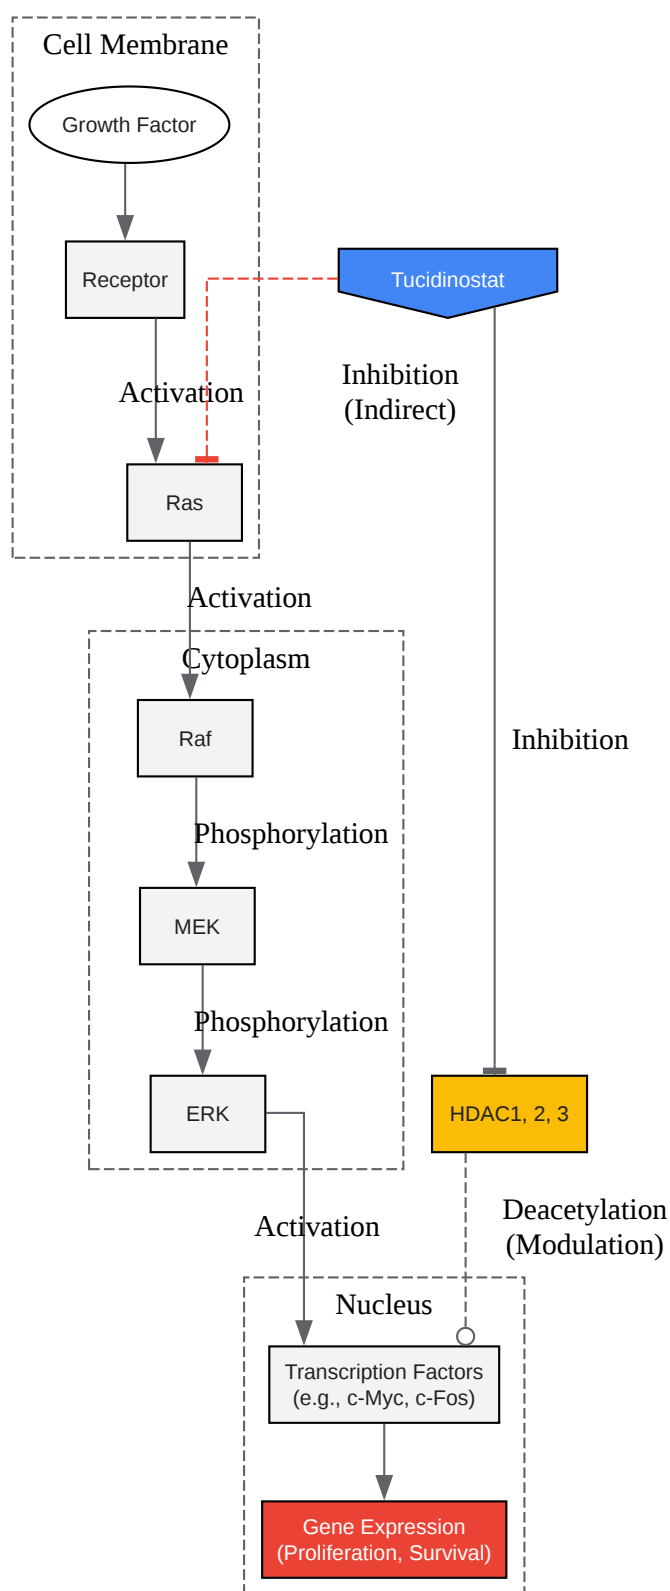 Cell Membrane
Growth Factor
Receptor
Tucidinostat
Activation
Inhibition
(Indirect)
Ras
Activation
Cytoplasm
Raf
Inhibition
Phosphorylation
MEK
Phosphorylation
ERK
HDAC1, 2, 3
Activation
Deacetylation
(Modulation)
Nucleus
Transcription Factors
(e.g., c-Myc, c-Fos)
Gene Expression
(Proliferation, Survival)